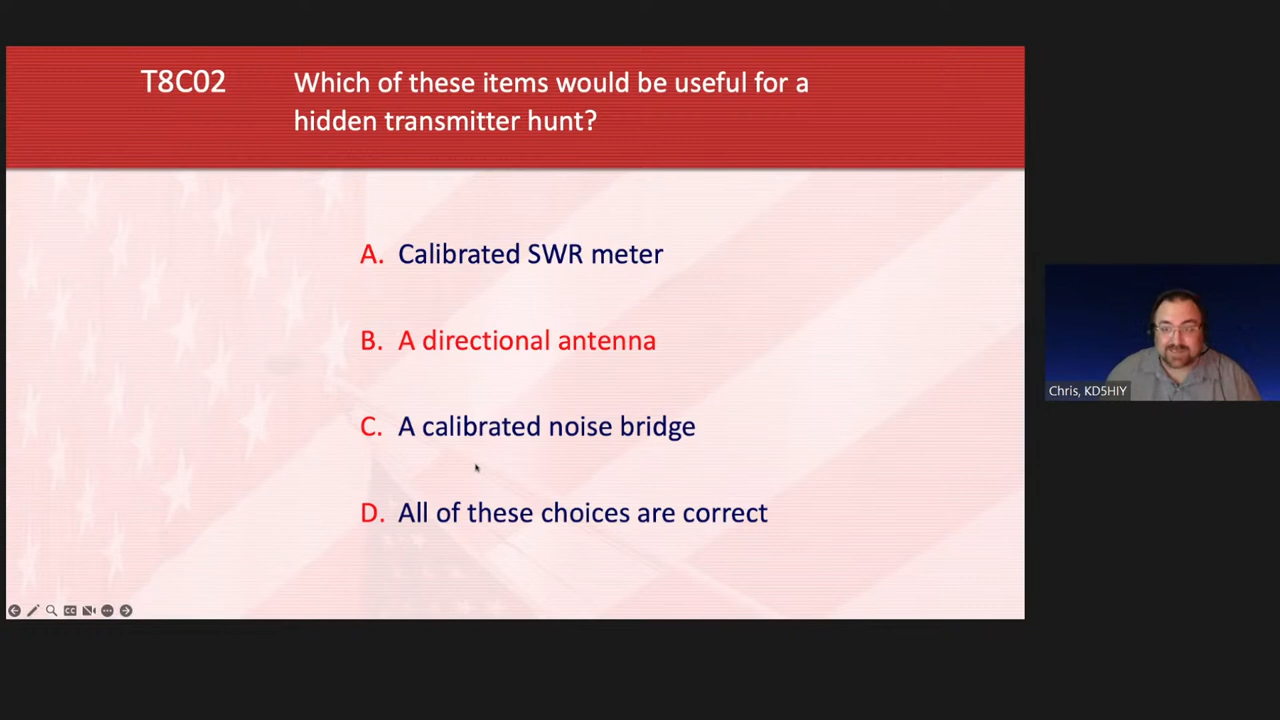 T8C02
Which of these items would be useful for a
hidden transmitter hunt?
A. Calibrated SWR meter
B. A directional antenna
C. A calibrated noise bridge
D. All of these choices are correct
Chris, KD5HIY
CC